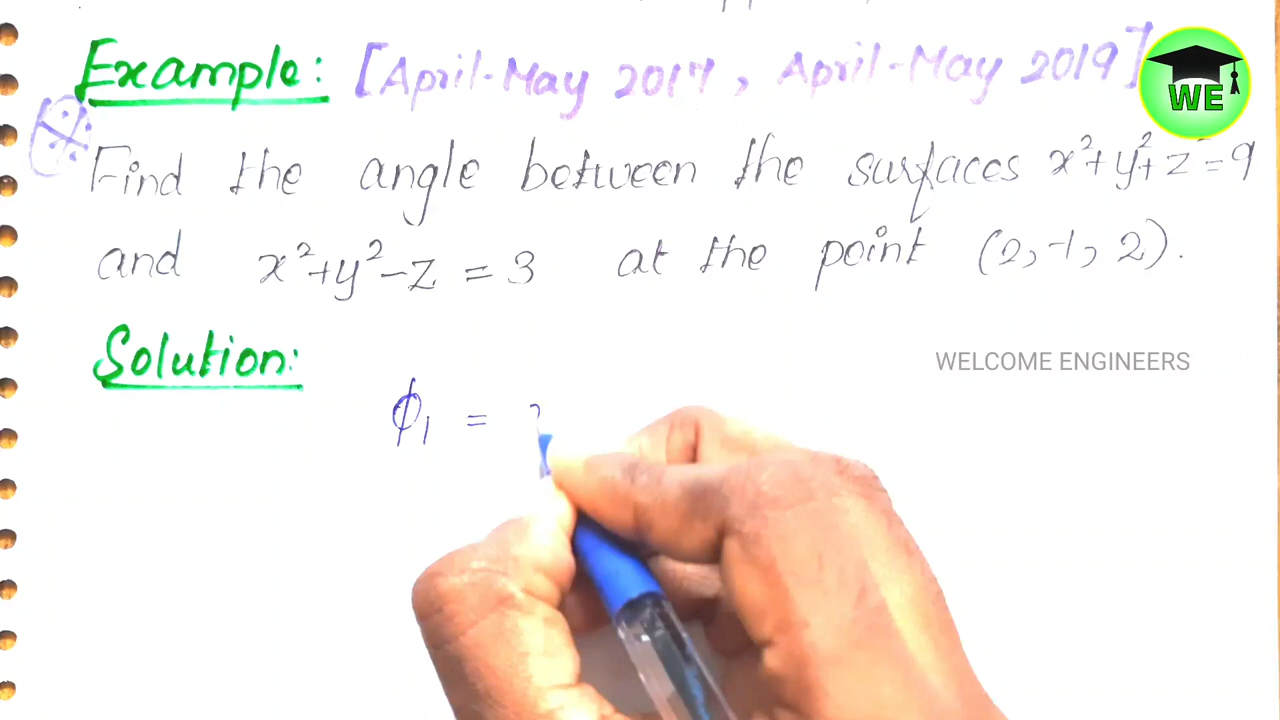 Example: [April-May 2017, April-May 2019]
WE
Find the angle between the surfaces x²+y²+z²=9
and x²+y²-z = 3 at the point (2,-1, 2).
Solution:
WELCOME ENGINEERS
ϕ₁ =